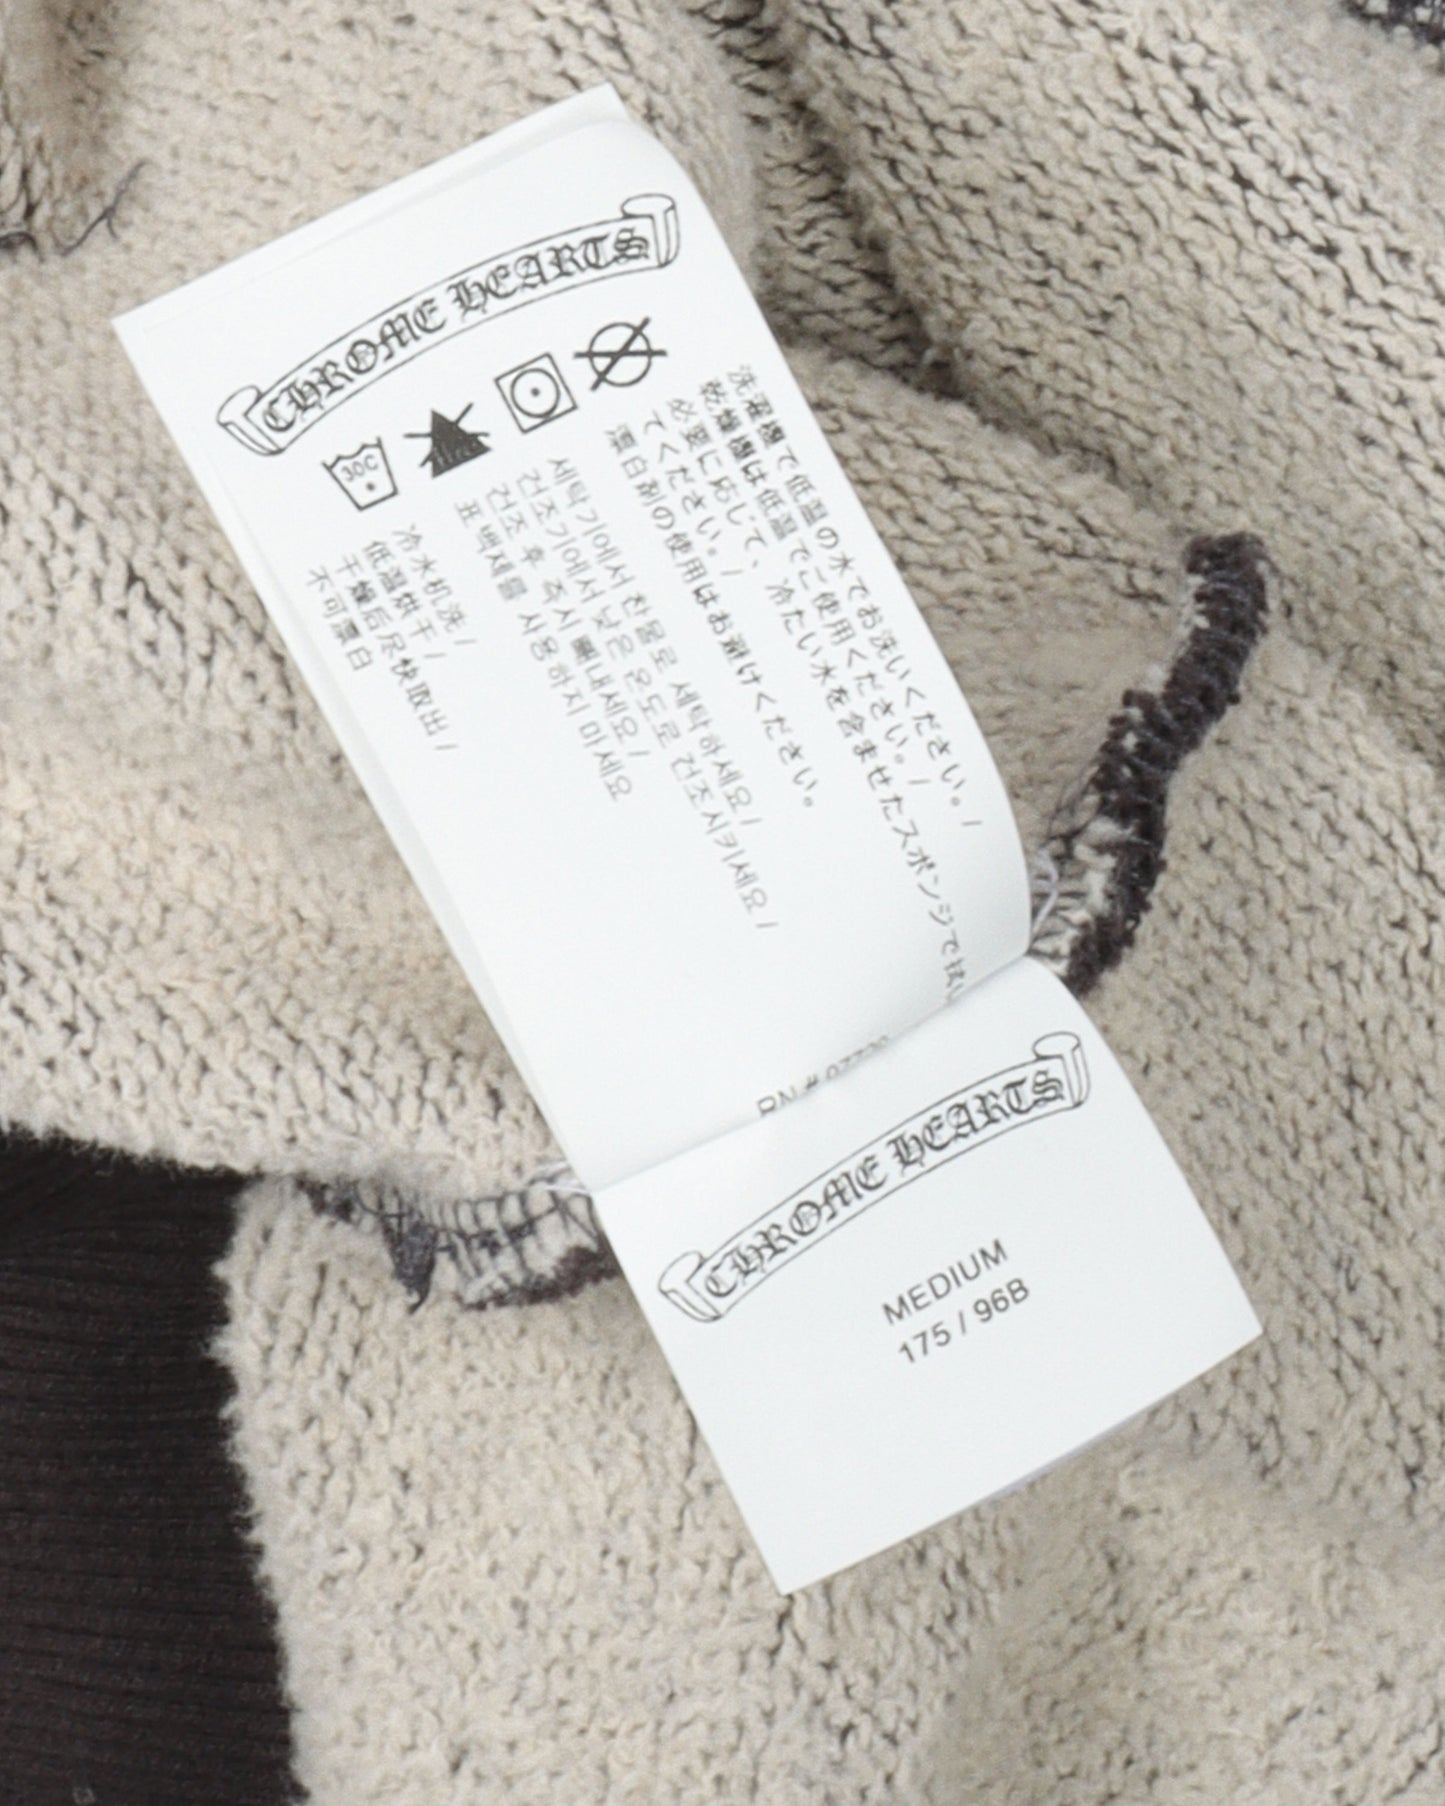 CHROME HEARTS
30C
洗濯機で低温の水でお洗いください。/
乾燥機は低温でご使用ください。/
必要に応じて、冷たい水を含ませたスポンジで
てください。/
漂白剤の使用はお避けください。
세탁기에서 찬물로 세탁하세요/
건조기에서 낮은 온도로 건조시키세요/
건조 후 즉시 빼내세요/
표백제를 사용하지 마세요
冷水机洗/
低温烘干/
干燥后尽快取出/
不可漂白
RN #
CHROME HEARTS
MEDIUM
175 / 96B